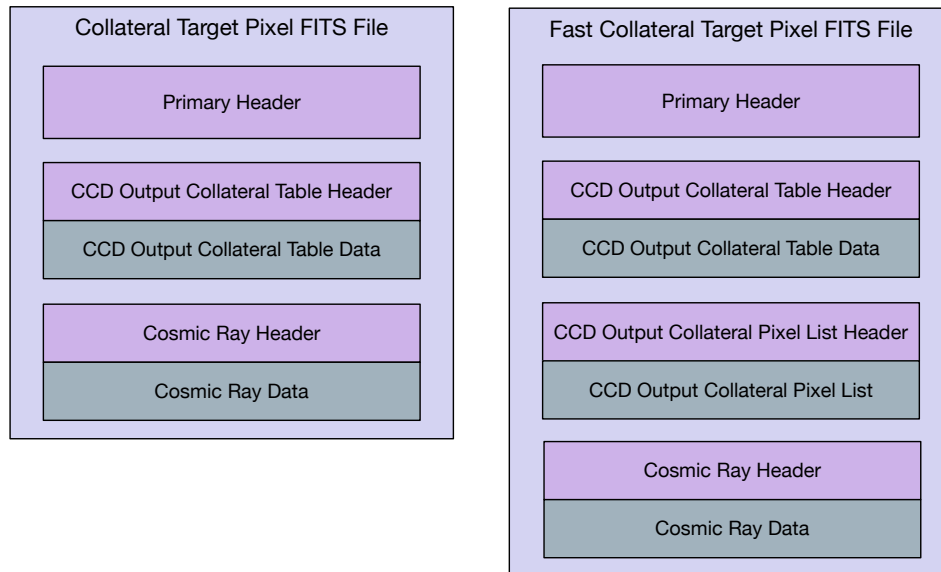 Collateral Target Pixel FITS File
Primary Header
CCD Output Collateral Table Header
CCD Output Collateral Table Data
Cosmic Ray Header
Cosmic Ray Data
Fast Collateral Target Pixel FITS File
Primary Header
CCD Output Collateral Table Header
CCD Output Collateral Table Data
CCD Output Collateral Pixel List Header
CCD Output Collateral Pixel List
Cosmic Ray Header
Cosmic Ray Data